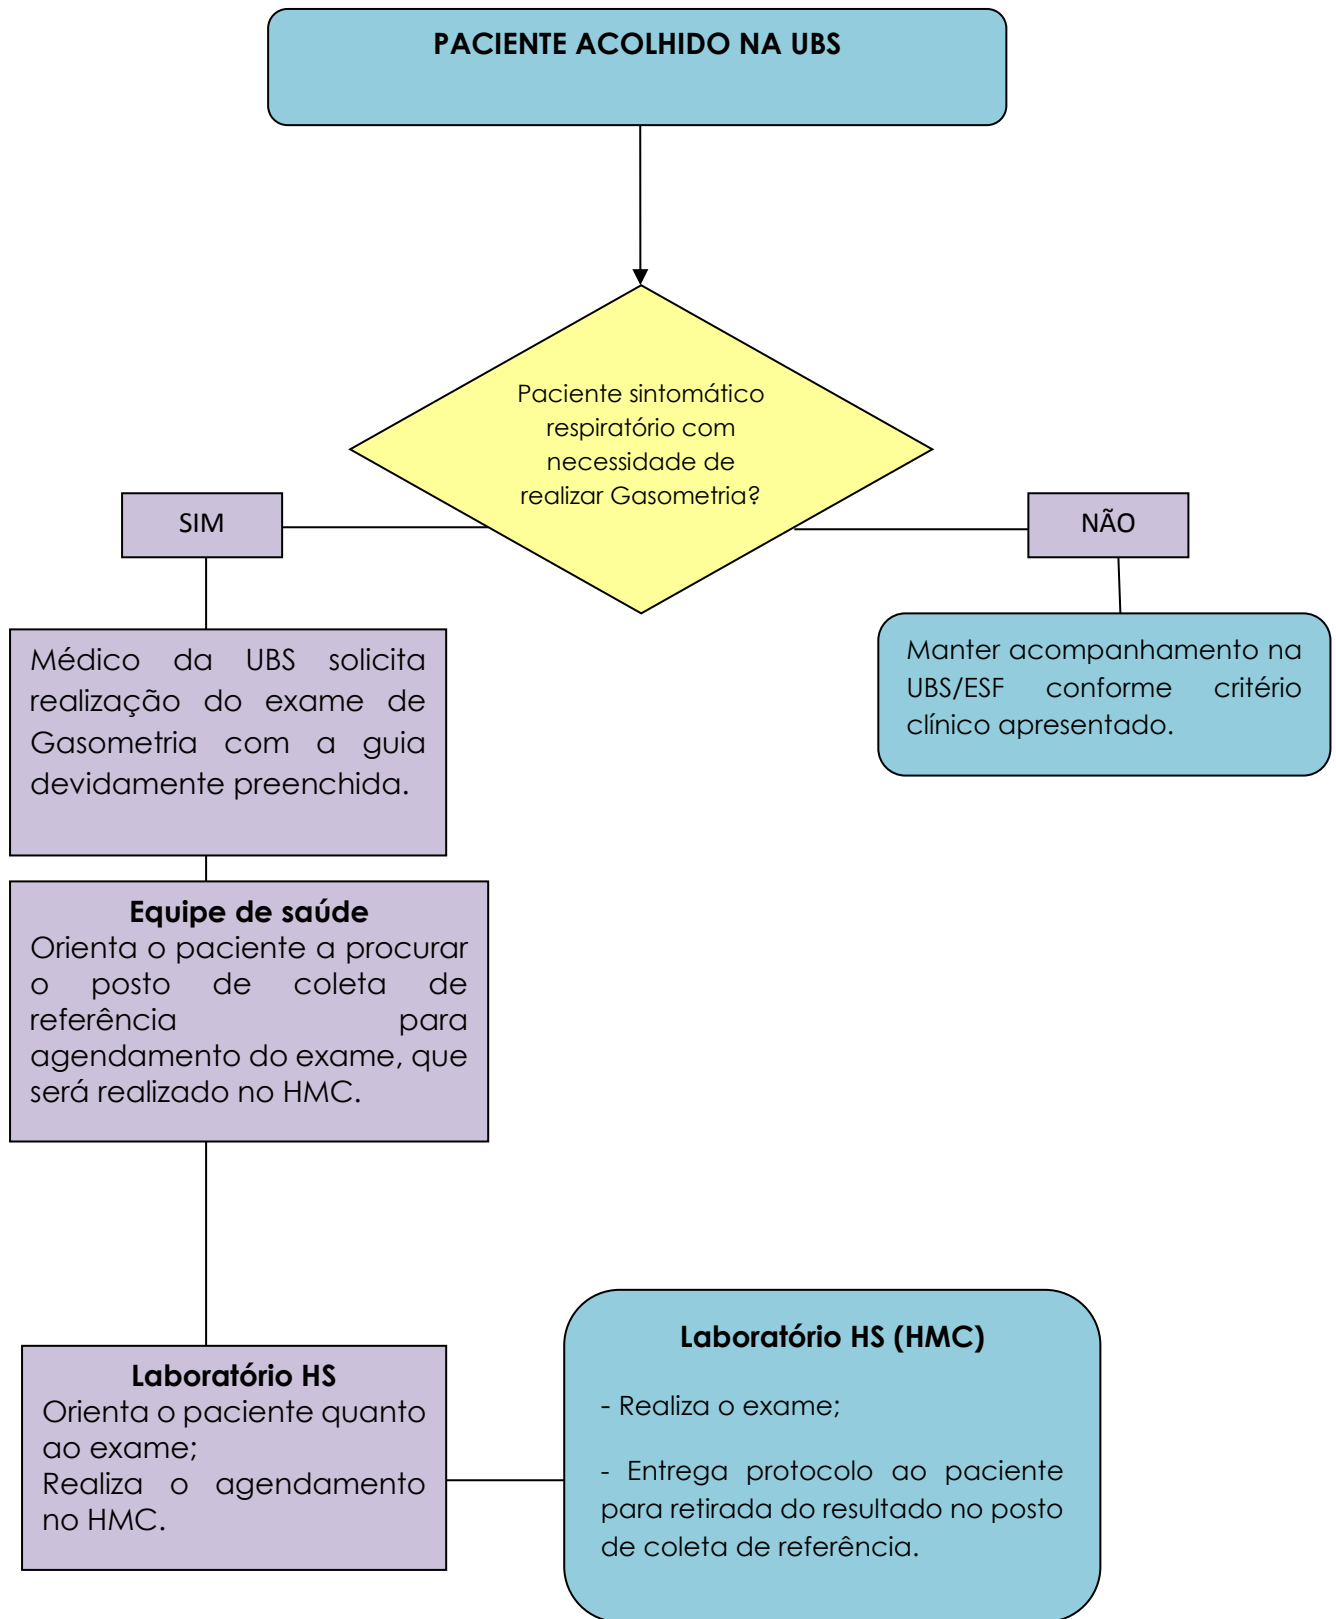 PACIENTE ACOLHIDO NA UBS
Paciente sintomático
respiratório com
necessidade de
realizar Gasometria?
SIM
NÃO
Médico da UBS solicita
realização do exame de
Gasometria com a guia
devidamente preenchida.
Manter acompanhamento na
UBS/ESF conforme critério
clínico apresentado.
Equipe de saúde
Orienta o paciente a procurar
o posto de coleta de
referência para
agendamento do exame, que
será realizado no HMC.
Laboratório HS
Orienta o paciente quanto
ao exame;
Realiza o agendamento
no HMC.
Laboratório HS (HMC)
- Realiza o exame;
- Entrega protocolo ao paciente
para retirada do resultado no posto
de coleta de referência.